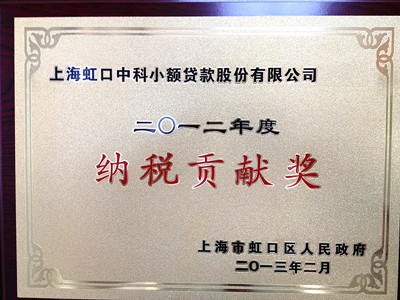 上海虹口中科小额贷款股份有限公司
二〇一二年度
纳税贡献奖
上海市虹口区人民政府
二〇一三年二月